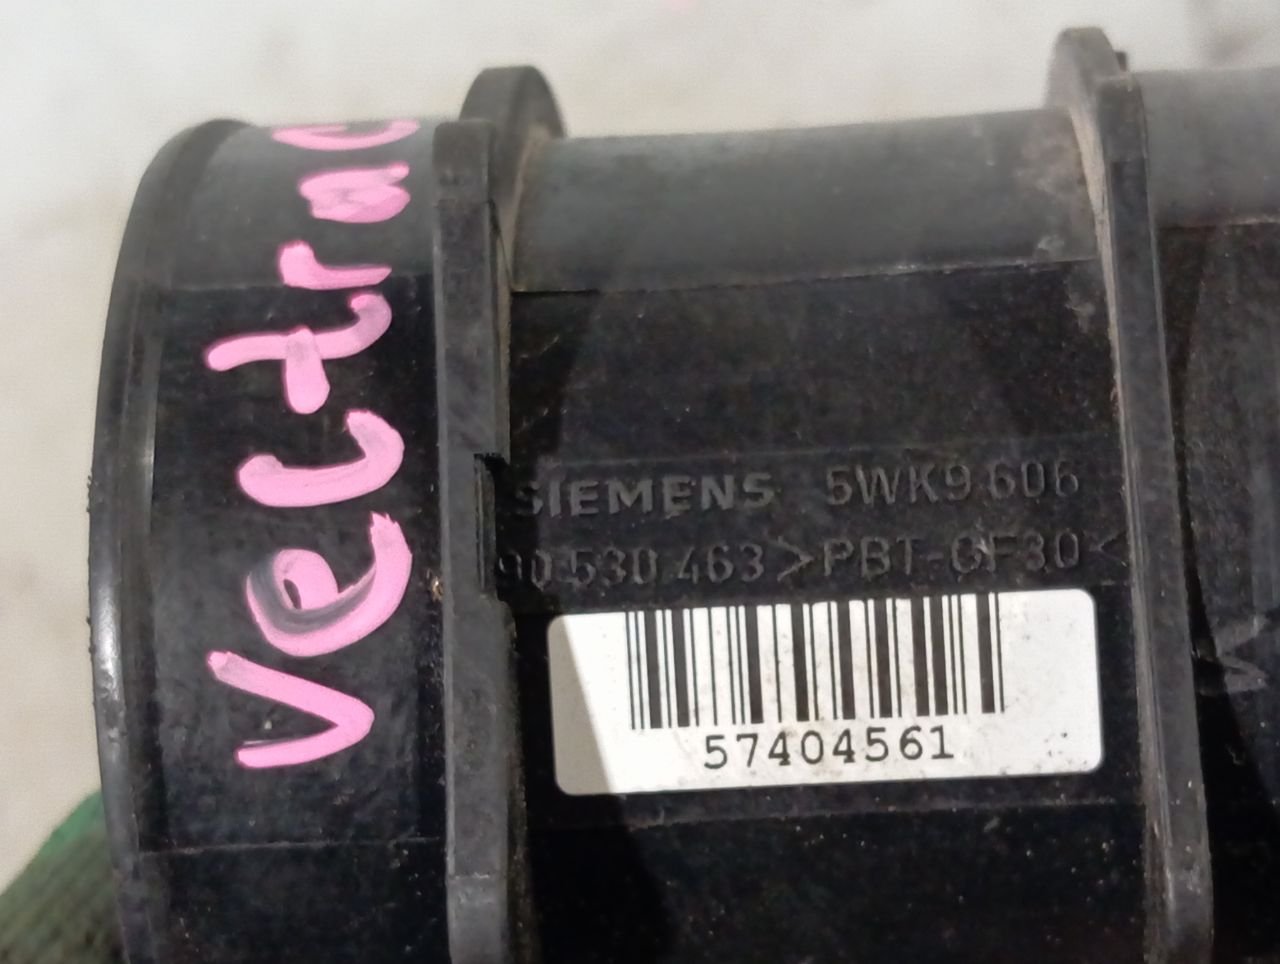 Vectra C
SIEMENS 5WK9 606
90 530 463 >PBT-GF30<
57404561